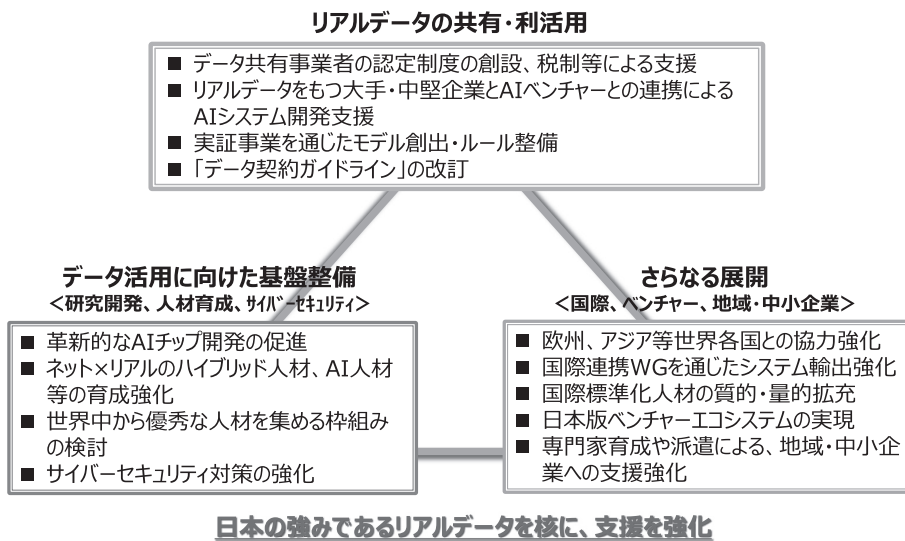 リアルデータの共有・利活用
■ データ共有事業者の認定制度の創設、税制等による支援
■ リアルデータをもつ大手・中堅企業とAIベンチャーとの連携による
AIシステム開発支援
■ 実証事業を通じたモデル創出・ルール整備
■ 「データ契約ガイドライン」の改訂
データ活用に向けた基盤整備
＜研究開発、人材育成、ｻｲﾊﾞｰｾｷｭﾘﾃｨ＞
■ 革新的なAIチップ開発の促進
■ ネット×リアルのハイブリッド人材、AI人材
等の育成強化
■ 世界中から優秀な人材を集める枠組み
の検討
■ サイバーセキュリティ対策の強化
さらなる展開
＜国際、ベンチャー、地域・中小企業＞
■ 欧州、アジア等世界各国との協力強化
■ 国際連携WGを通じたシステム輸出強化
■ 国際標準化人材の質的・量的拡充
■ 日本版ベンチャーエコシステムの実現
■ 専門家育成や派遣による、地域・中小企
業への支援強化
日本の強みであるリアルデータを核に、支援を強化